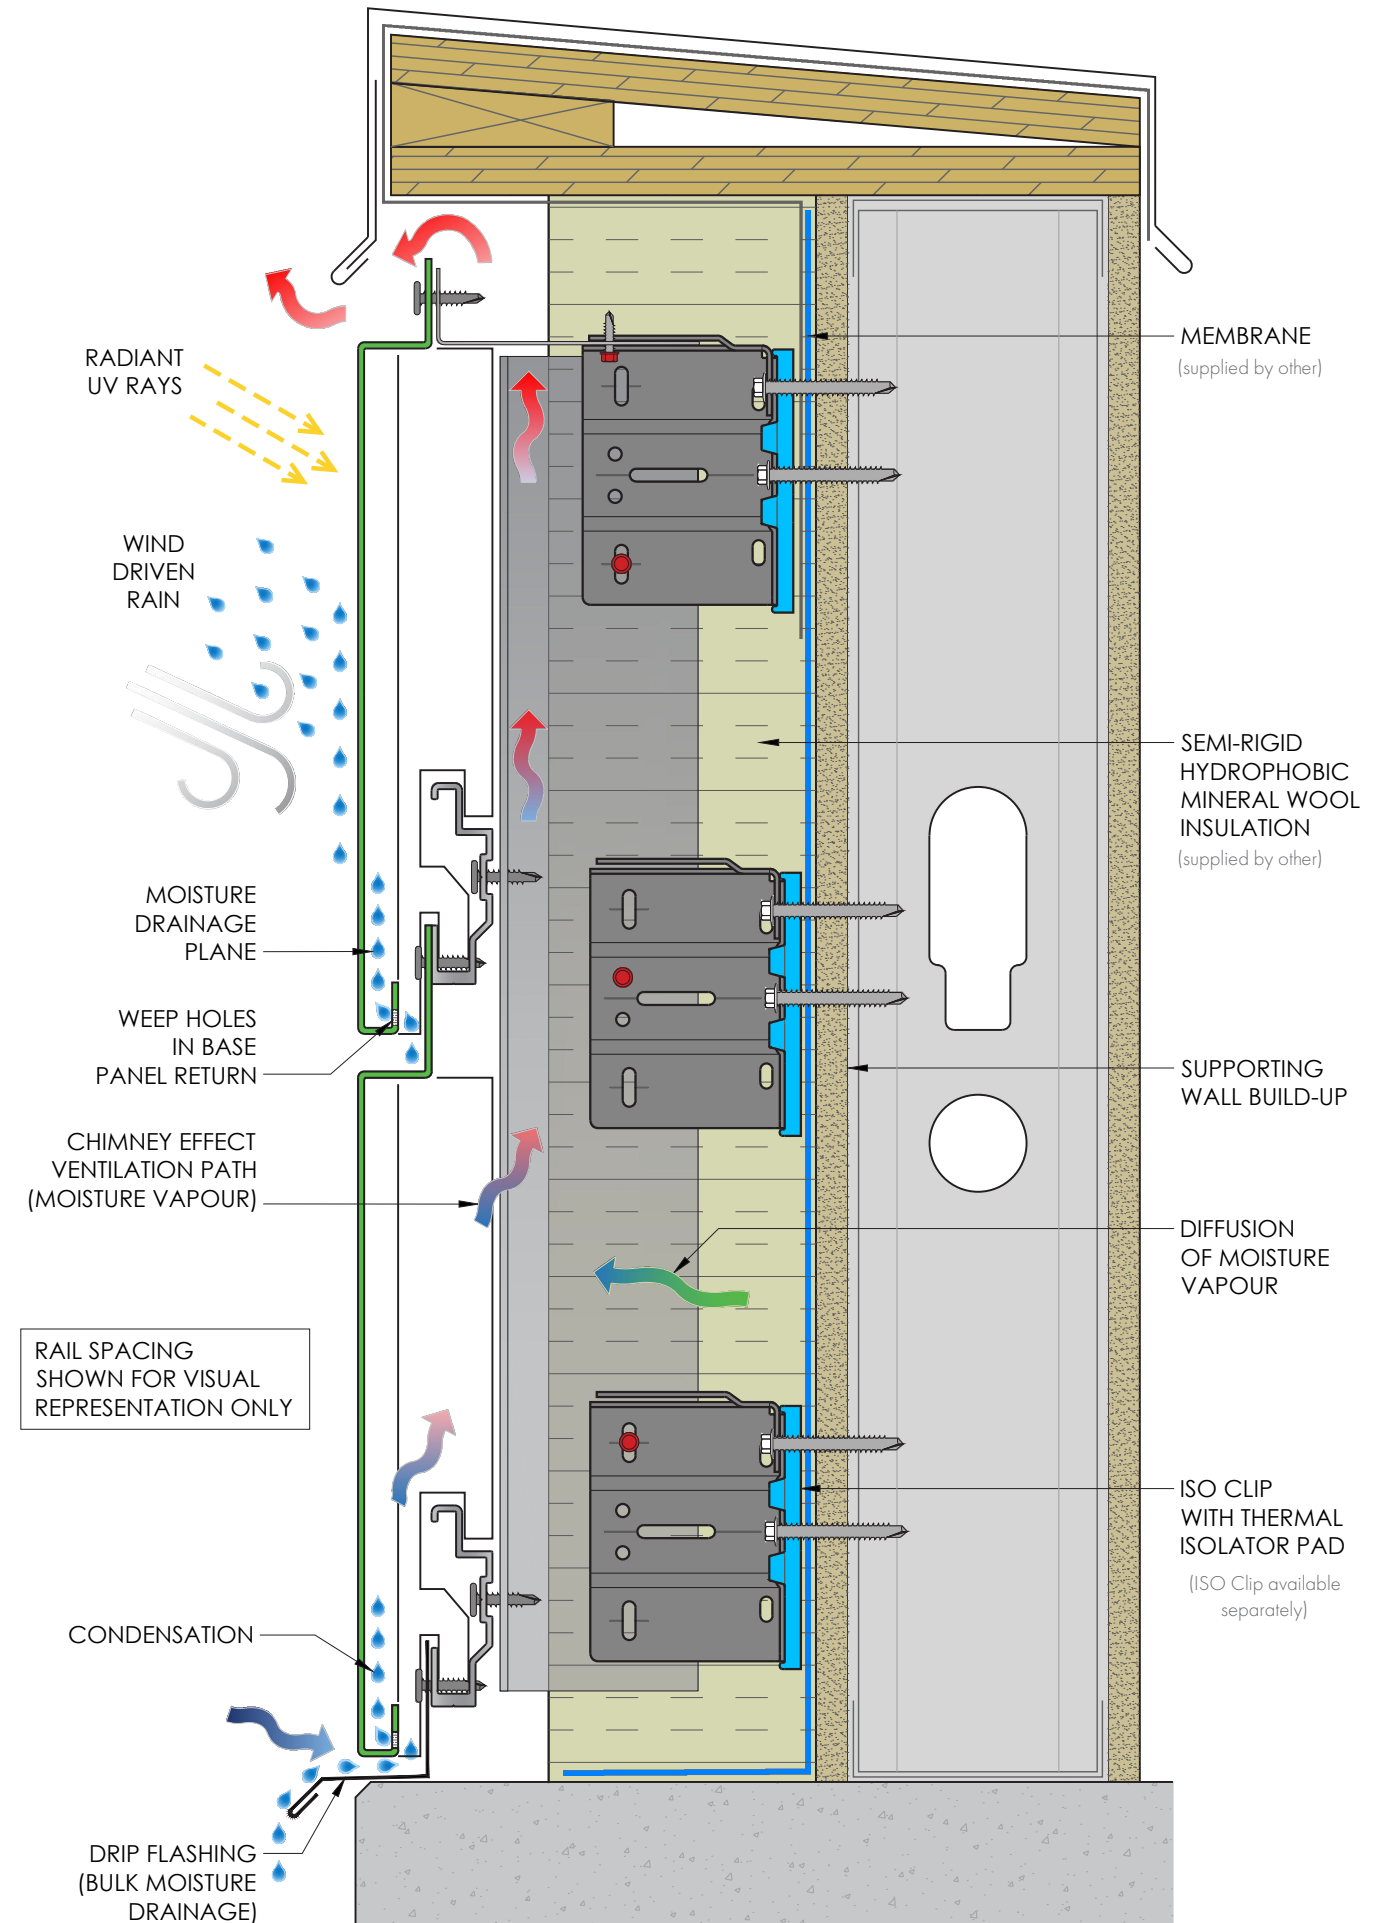 RADIANT
UV RAYS
WIND
DRIVEN
RAIN
MOISTURE
DRAINAGE
PLANE
WEEP HOLES
IN BASE
PANEL RETURN
CHIMNEY EFFECT
VENTILATION PATH
(MOISTURE VAPOUR)
RAIL SPACING
SHOWN FOR VISUAL
REPRESENTATION ONLY
CONDENSATION
DRIP FLASHING
(BULK MOISTURE
DRAINAGE)
MEMBRANE
(supplied by other)
SEMI-RIGID
HYDROPHOBIC
MINERAL WOOL
INSULATION
(supplied by other)
SUPPORTING
WALL BUILD-UP
DIFFUSION
OF MOISTURE
VAPOUR
ISO CLIP
WITH THERMAL
ISOLATOR PAD
(ISO Clip available
separately)